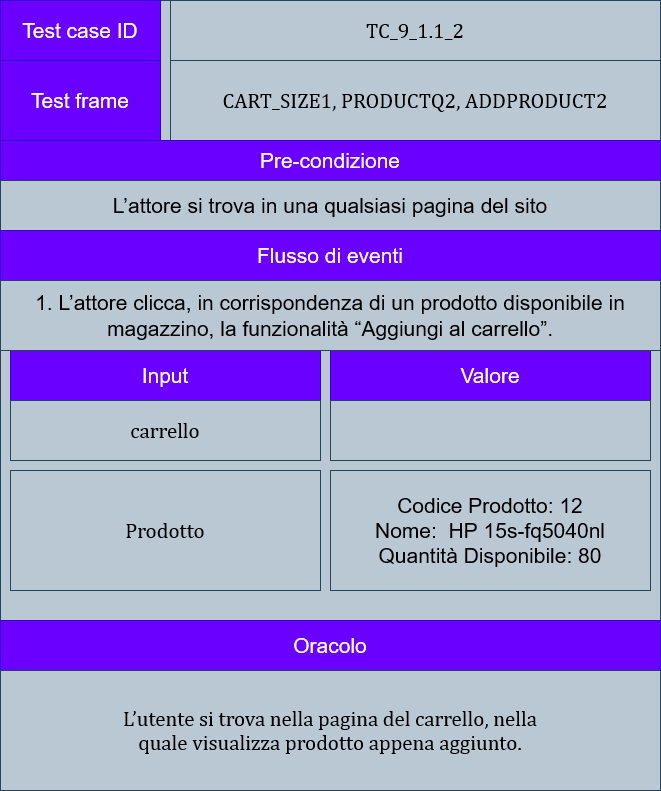 Test case ID
TC_9_1.1_2
Test frame
CART_SIZE1, PRODUCTQ2, ADDPRODUCT2
Pre-condizione
L’attore si trova in una qualsiasi pagina del sito
Flusso di eventi
1. L’attore clicca, in corrispondenza di un prodotto disponibile in
magazzino, la funzionalità “Aggiungi al carrello”.
Input
Valore
carrello
Prodotto
Codice Prodotto: 12
Nome:  HP 15s-fq5040nl
Quantità Disponibile: 80
Oracolo
L’utente si trova nella pagina del carrello, nella
quale visualizza prodotto appena aggiunto.